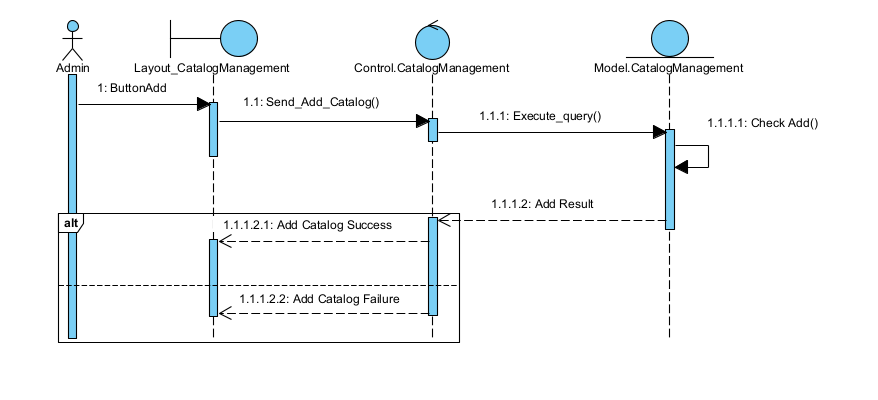 Admin
Layout_CatalogManagement
Control.CatalogManagement
Model.CatalogManagement
1: ButtonAdd
1.1: Send_Add_Catalog()
1.1.1: Execute_query()
1.1.1.1: Check Add()
1.1.1.2: Add Result
alt
1.1.1.2.1: Add Catalog Success
1.1.1.2.2: Add Catalog Failure